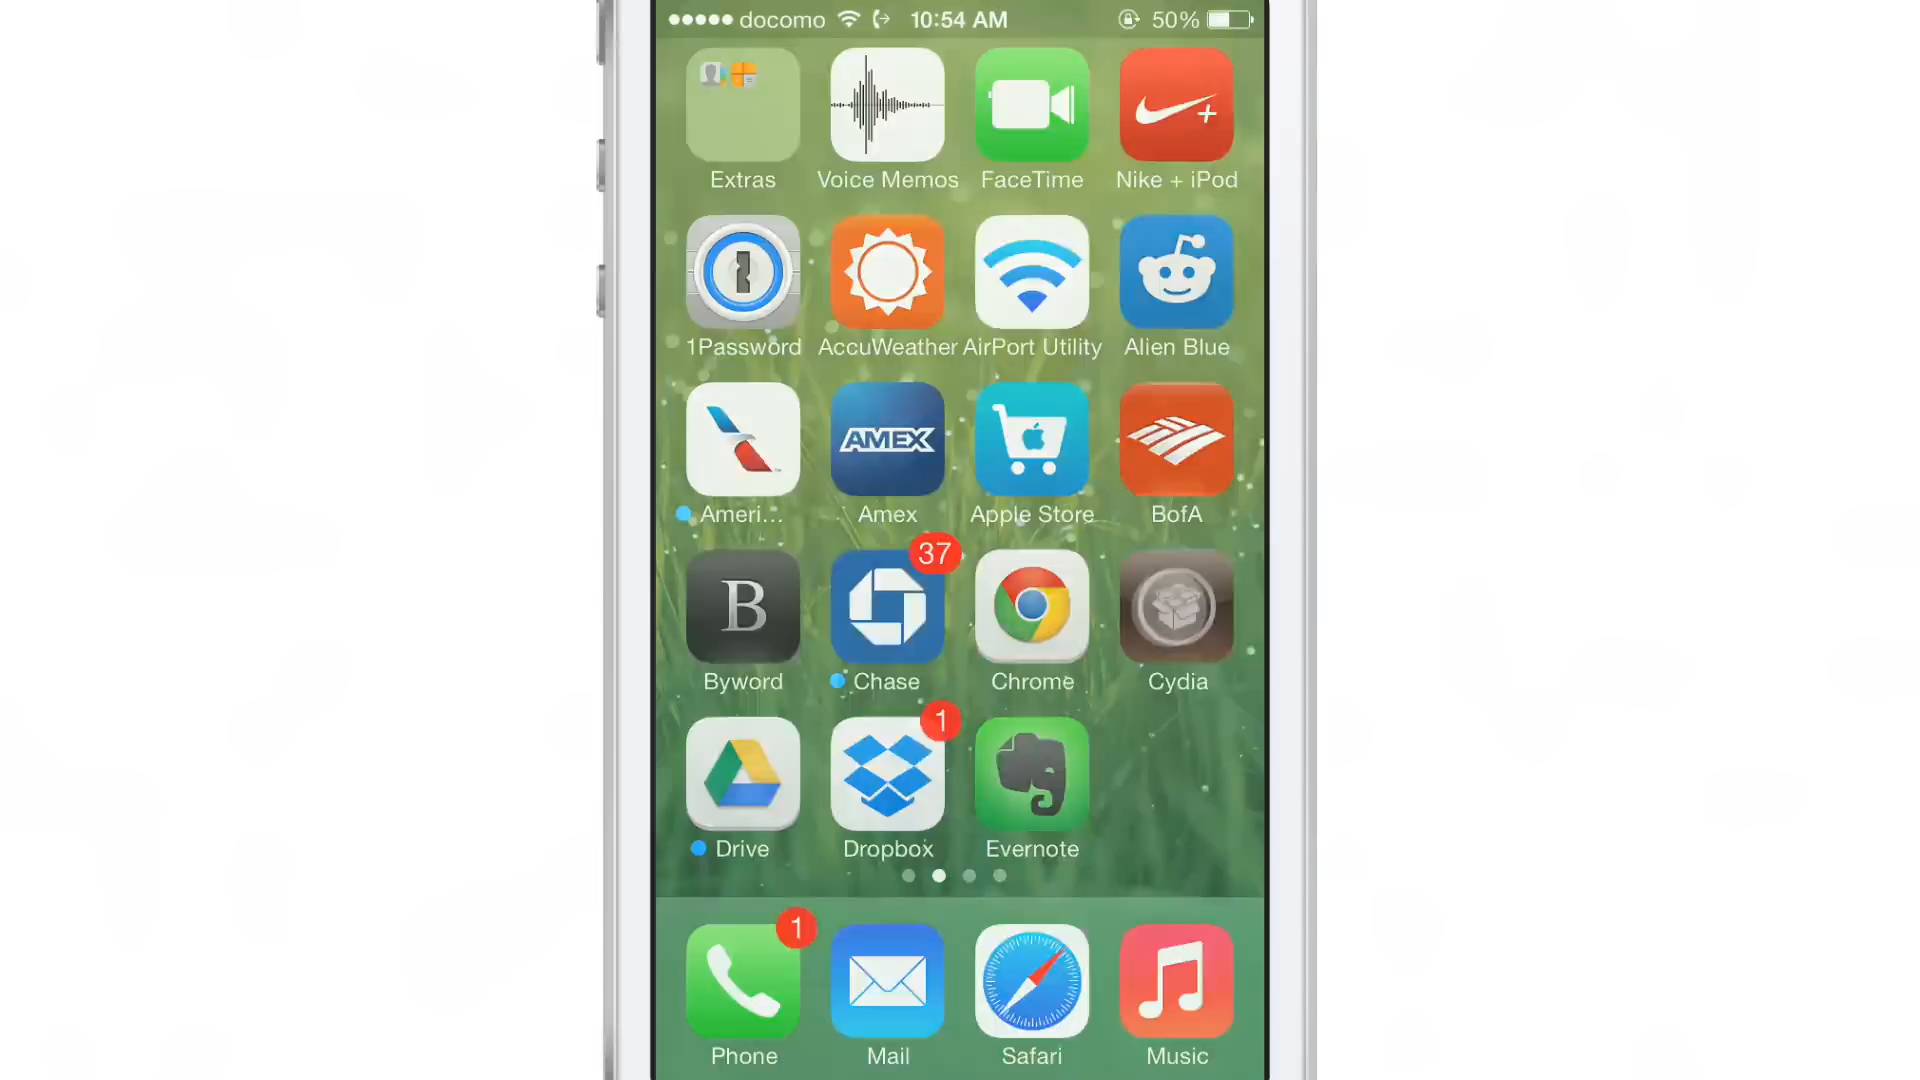 docomo 10:54 AM 50%
Extras Voice Memos FaceTime Nike + iPod
1Password AccuWeather AirPort Utility Alien Blue
AMEX
Ameri... Amex Apple Store BofA
37
B
Byword Chase Chrome Cydia
1
Drive Dropbox Evernote
1
Phone Mail Safari Music